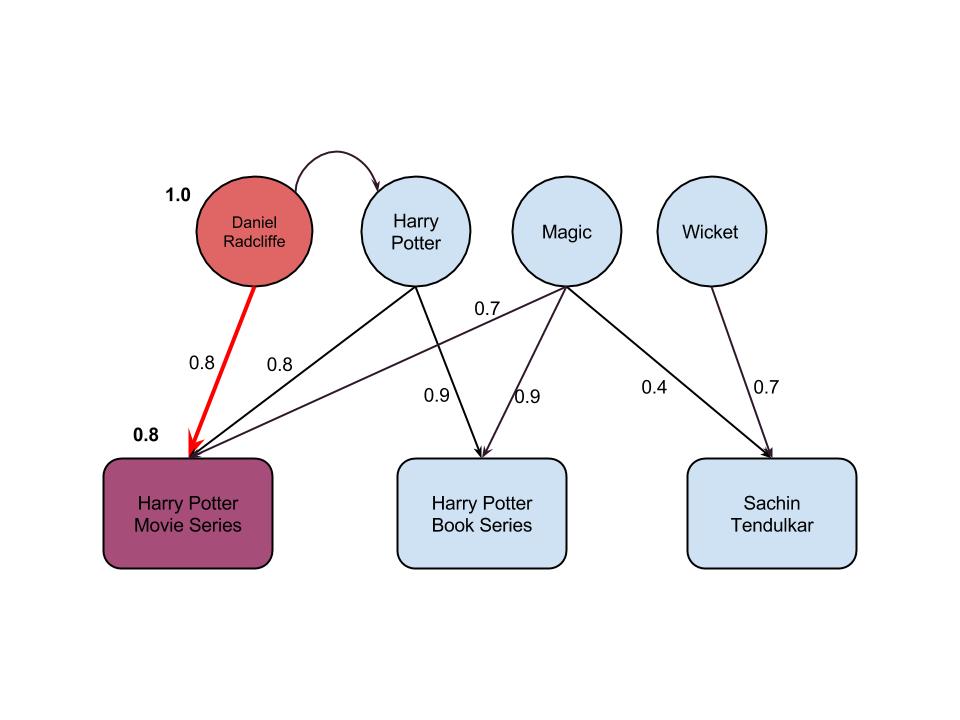 1.0
Daniel
Radcliffe
Harry
Potter
Magic
Wicket
0.7
0.8
0.8
0.9
0.9
0.4
0.7
0.8
Harry Potter
Movie Series
Harry Potter
Book Series
Sachin
Tendulkar